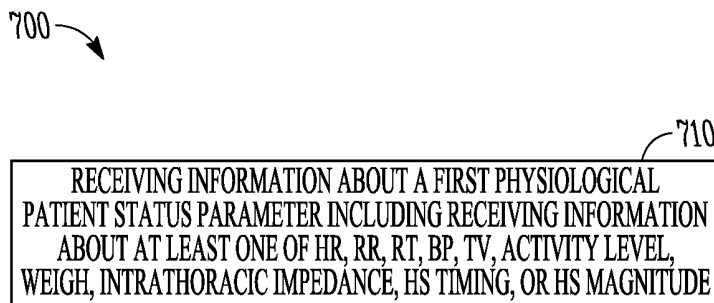 700
710
RECEIVING INFORMATION ABOUT A FIRST PHYSIOLOGICAL
PATIENT STATUS PARAMETER INCLUDING RECEIVING INFORMATION
ABOUT AT LEAST ONE OF HR, RR, RT, BP, TV, ACTIVITY LEVEL,
WEIGH, INTRATHORACIC IMPEDANCE, HS TIMING, OR HS MAGNITUDE